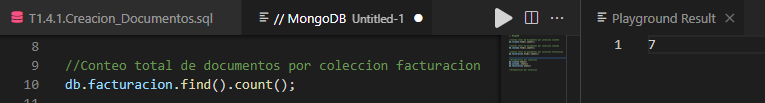 T1.4.1.Creacion_Documentos.sql
// MongoDB Untitled-1
Playground Result
8
9 //Conteo total de documentos por coleccion facturacion
10 db.facturacion.find().count();
1 7